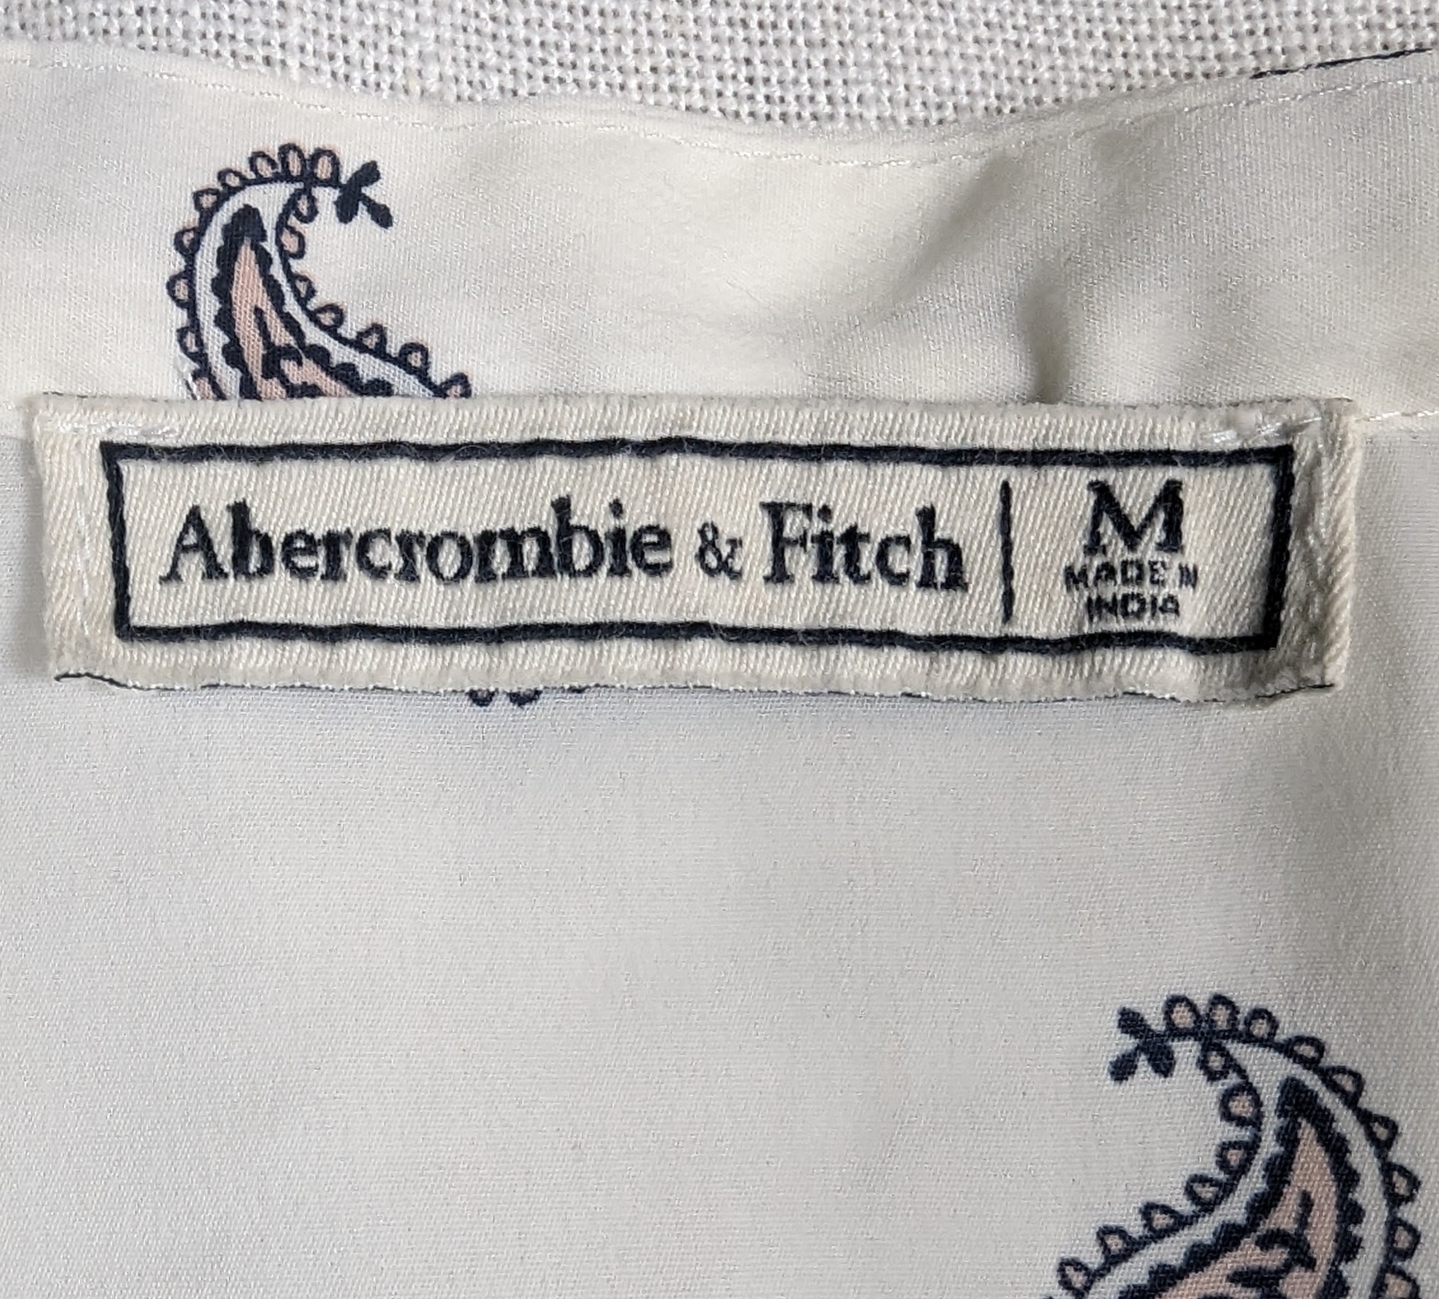 Abercrombie & Fitch
M
MADE IN
INDIA